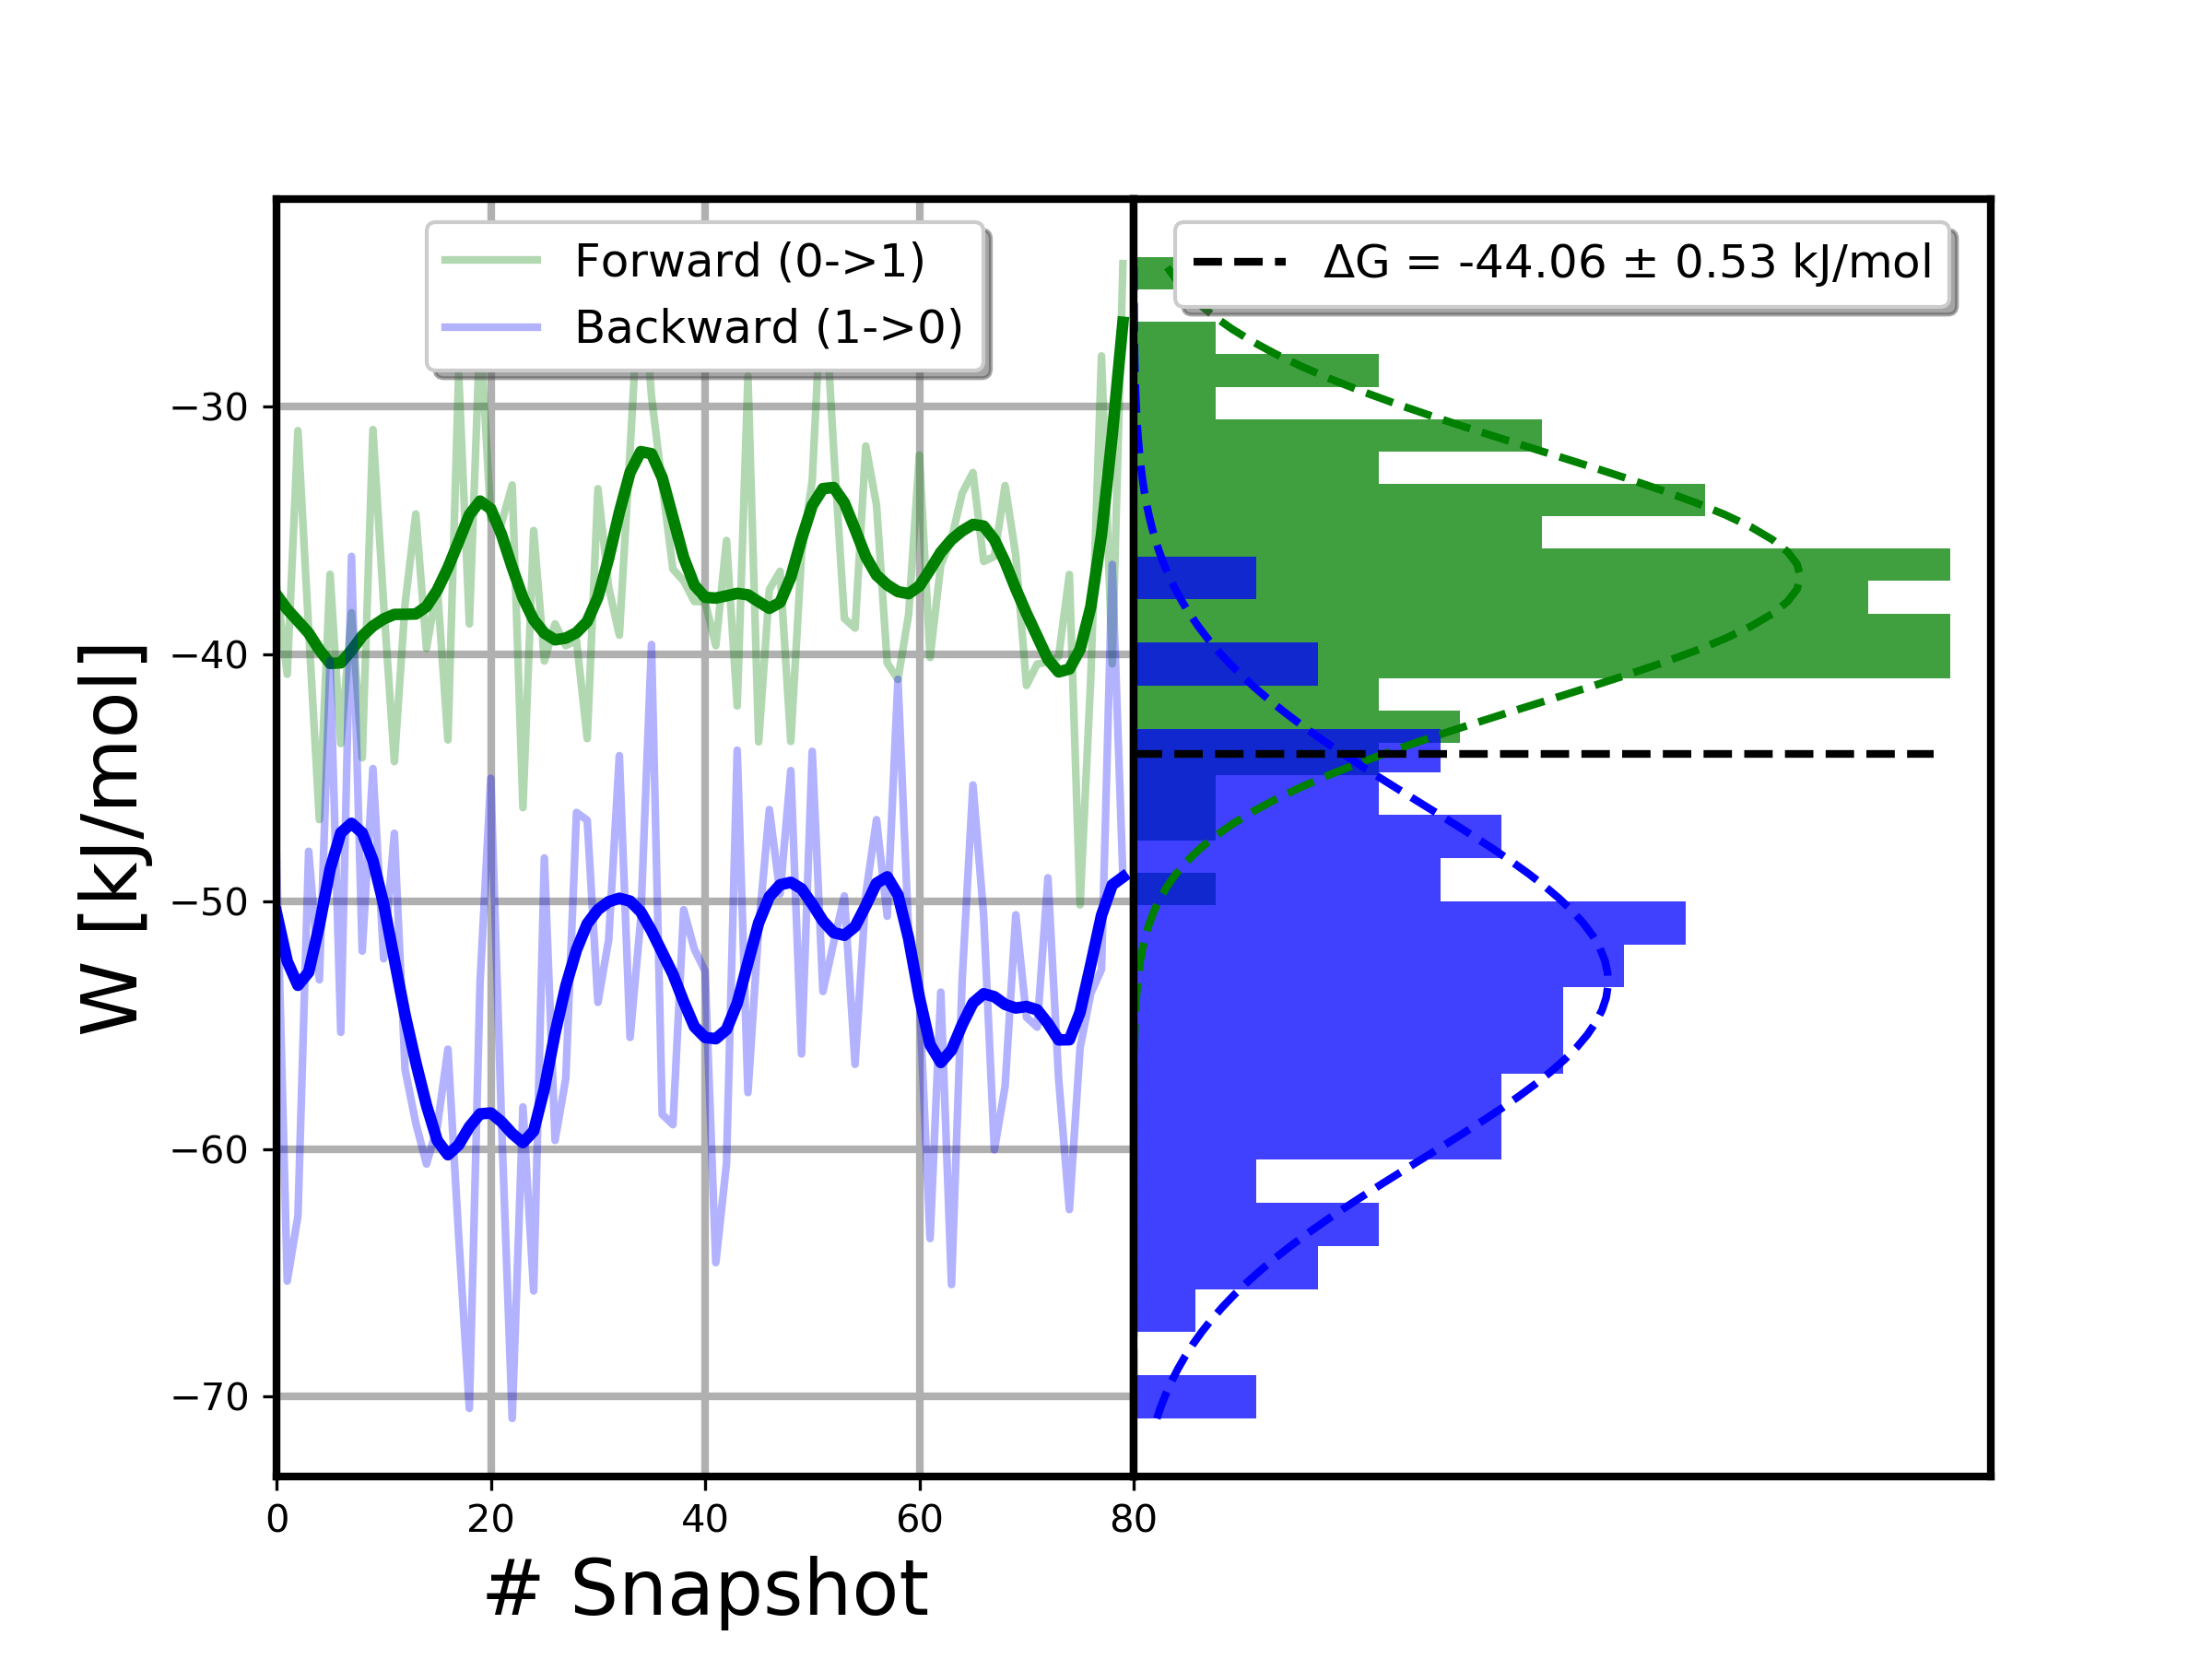 Forward (0->1)
Backward (1->0)
ΔG = -44.06 ± 0.53 kJ/mol
W [kJ/mol]
−30
−40
−50
−60
−70
0 20 40 60 80
# Snapshot